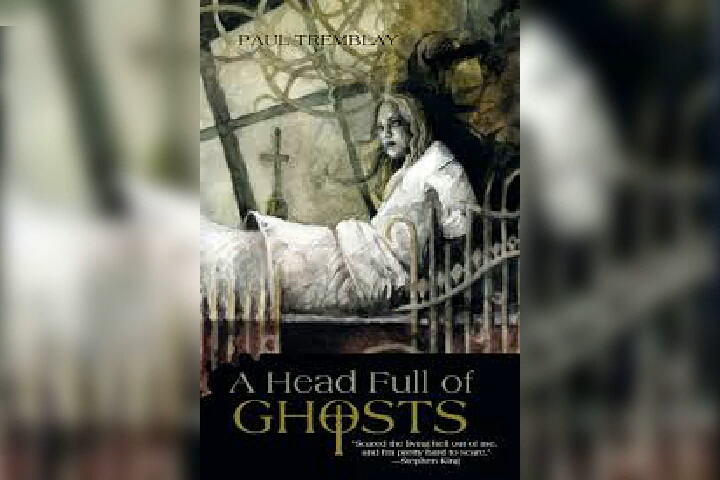 PAUL TREMBLAY
A Head Full of
GHOSTS
"Scared the living hell out of me,
and I'm pretty hard to scare."
—Stephen King